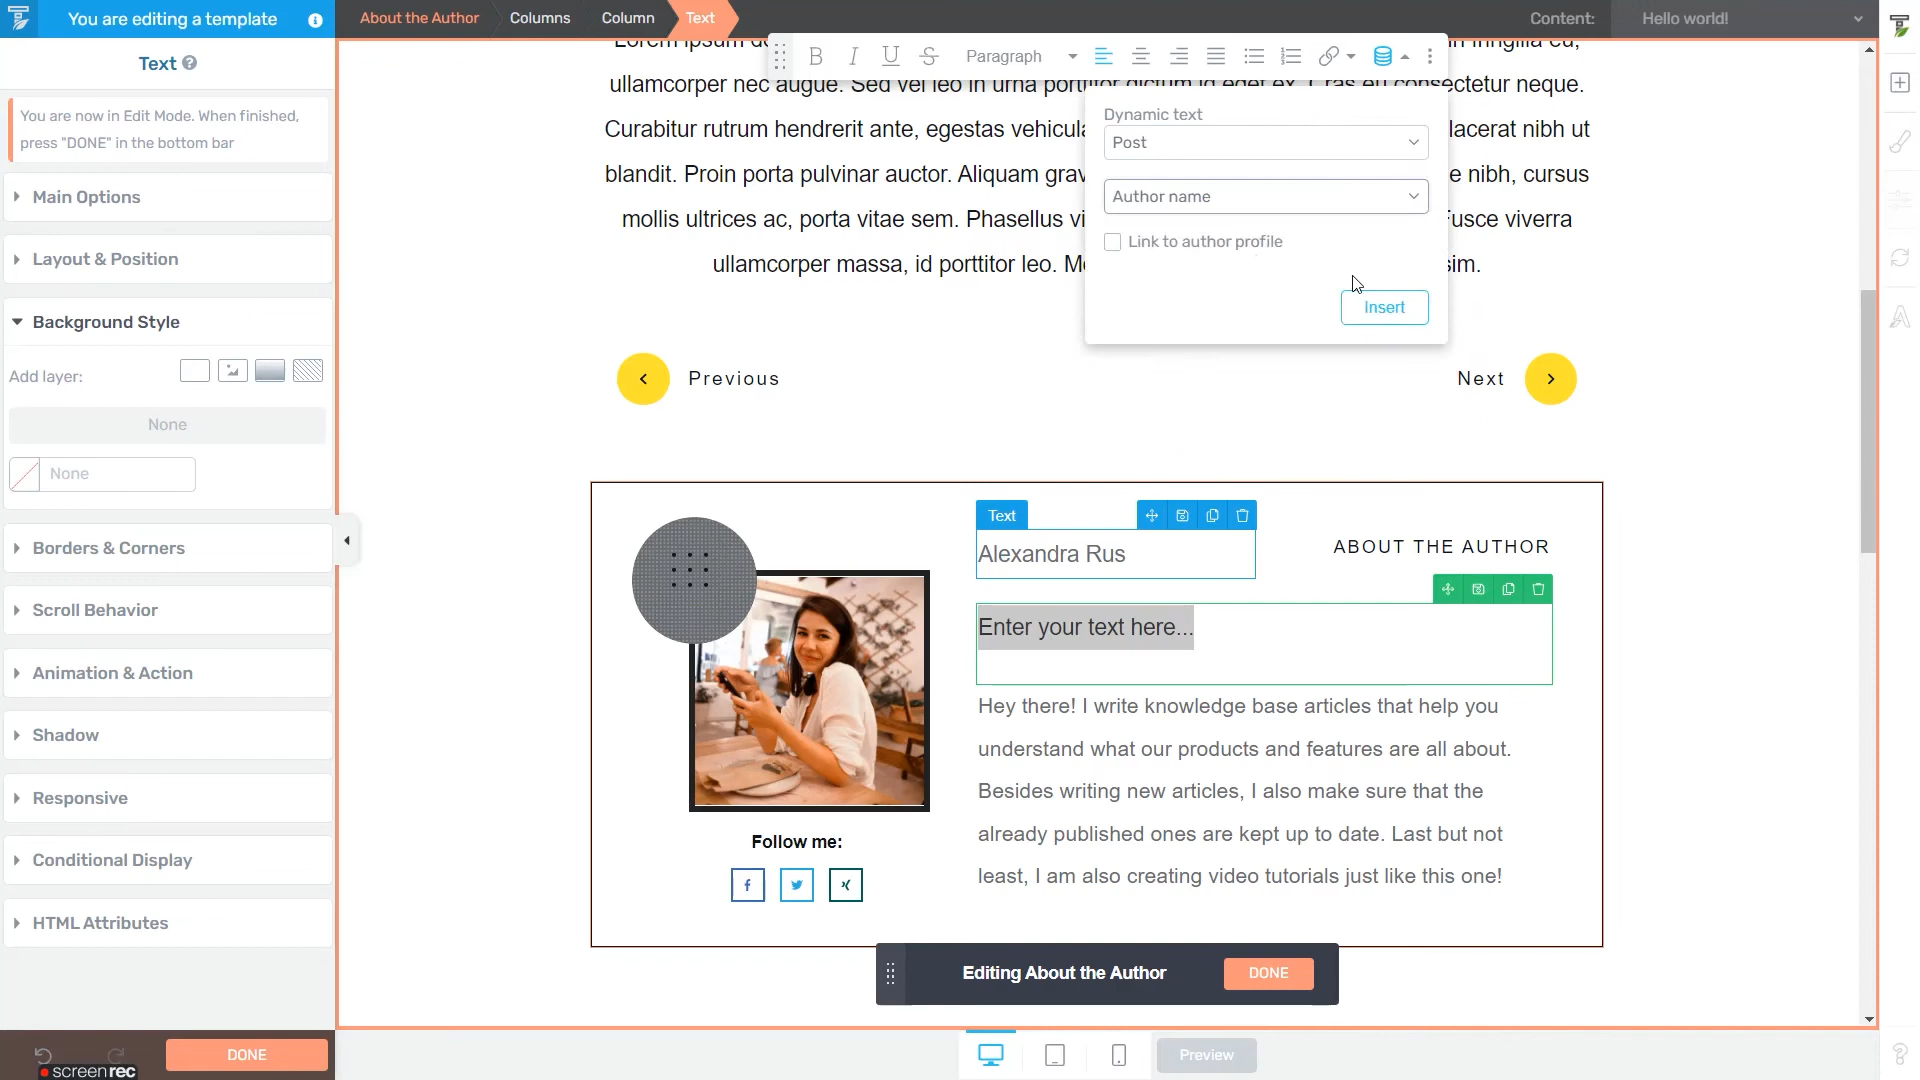 You are editing a template
About the Author
Columns
Column
Text
Content:
Hello world!
Text
You are now in Edit Mode. When finished,
press "DONE" in the bottom bar
Main Options
Layout & Position
Background Style
Add layer:
None
None
Borders & Corners
Scroll Behavior
Animation & Action
Shadow
Responsive
Conditional Display
HTML Attributes
DONE
screenrec
B I U S Paragraph
Dynamic text
Post
Author name
Link to author profile
Insert
ullamcorper nec augue. Sed vel leo in urna porttitor dictum id eget ex. Cras eu consectetur neque.
Curabitur rutrum hendrerit ante, egestas vehicula lacerat nibh ut
blandit. Proin porta pulvinar auctor. Aliquam grav e nibh, cursus
mollis ultrices ac, porta vitae sem. Phasellus vi Fusce viverra
ullamcorper massa, id porttitor leo. Mo sim.
Previous
Next
Text
Alexandra Rus
ABOUT THE AUTHOR
Enter your text here...
Hey there! I write knowledge base articles that help you
understand what our products and features are all about.
Besides writing new articles, I also make sure that the
already published ones are kept up to date. Last but not
least, I am also creating video tutorials just like this one!
Follow me:
Editing About the Author
DONE
Preview